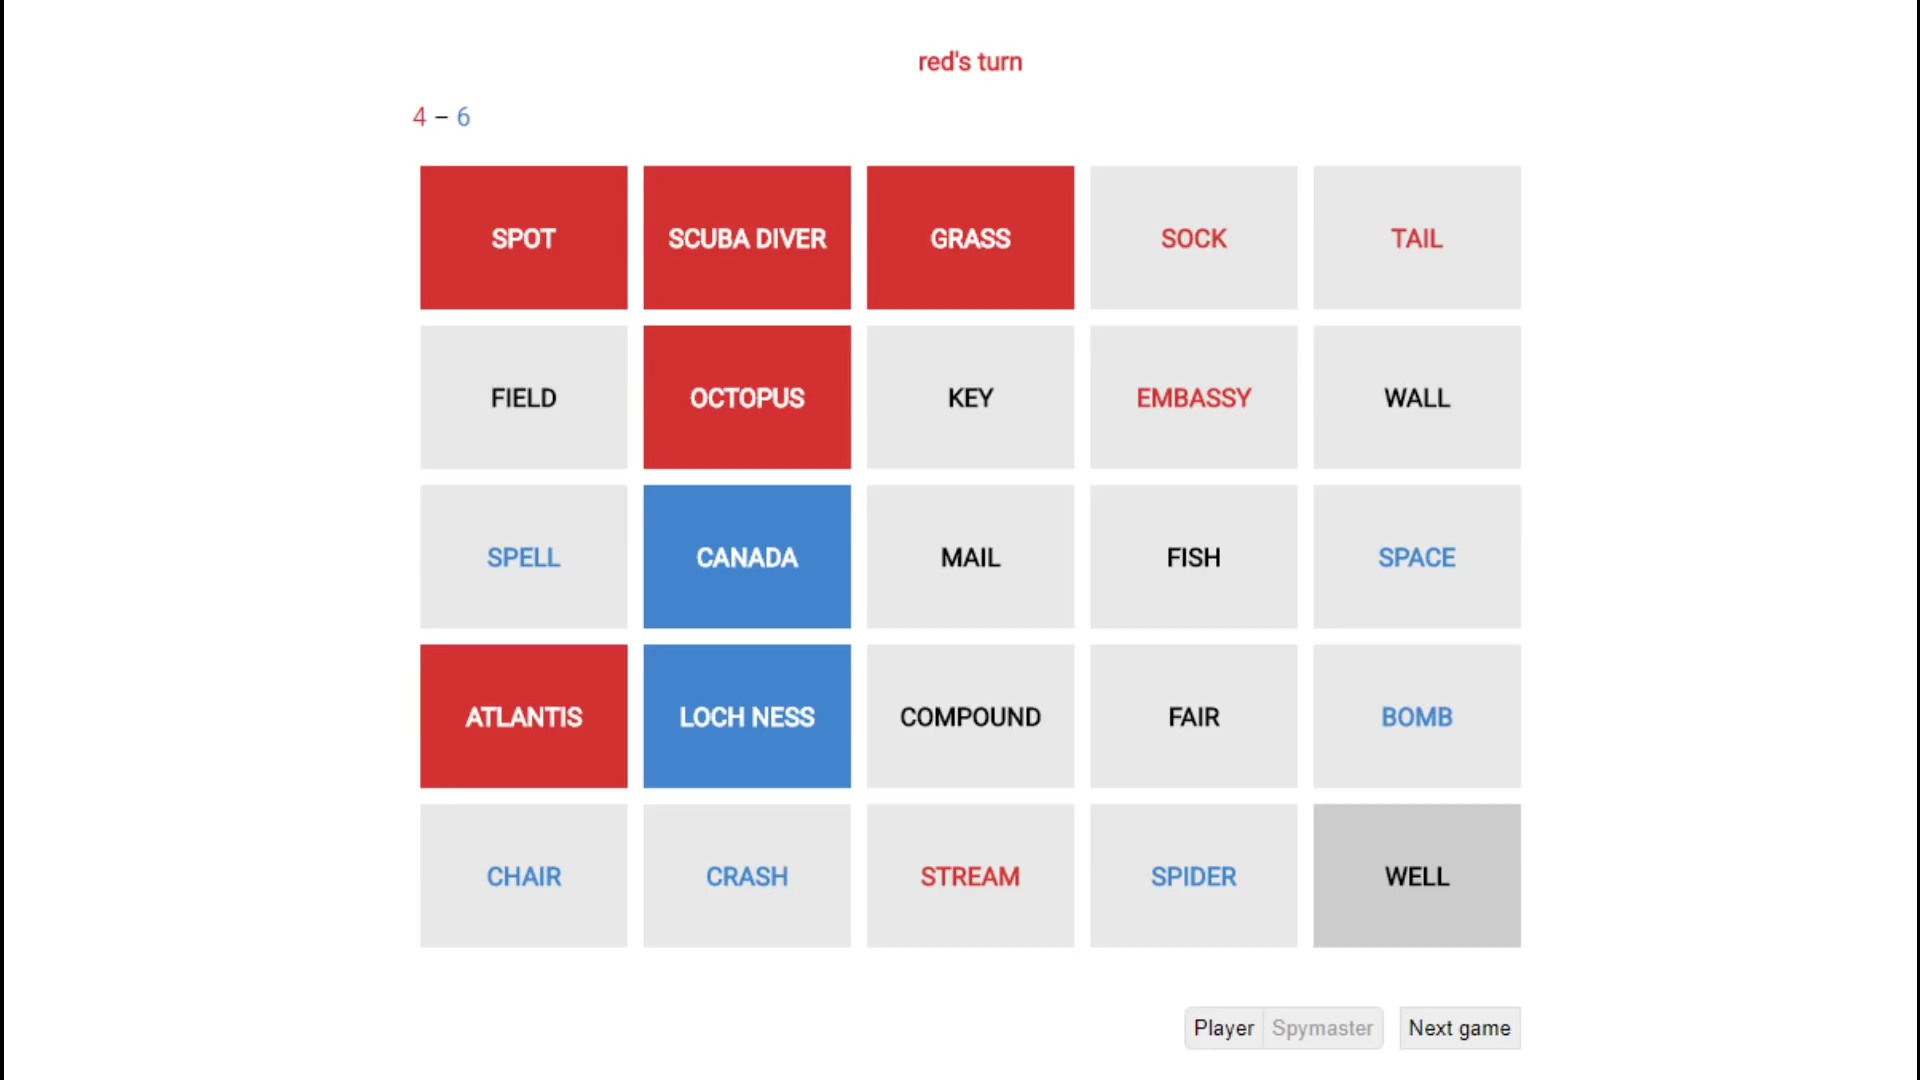 red's turn
4 – 6
SPOT SCUBA DIVER GRASS SOCK TAIL
FIELD OCTOPUS KEY EMBASSY WALL
SPELL CANADA MAIL FISH SPACE
ATLANTIS LOCH NESS COMPOUND FAIR BOMB
CHAIR CRASH STREAM SPIDER WELL
Player Spymaster Next game